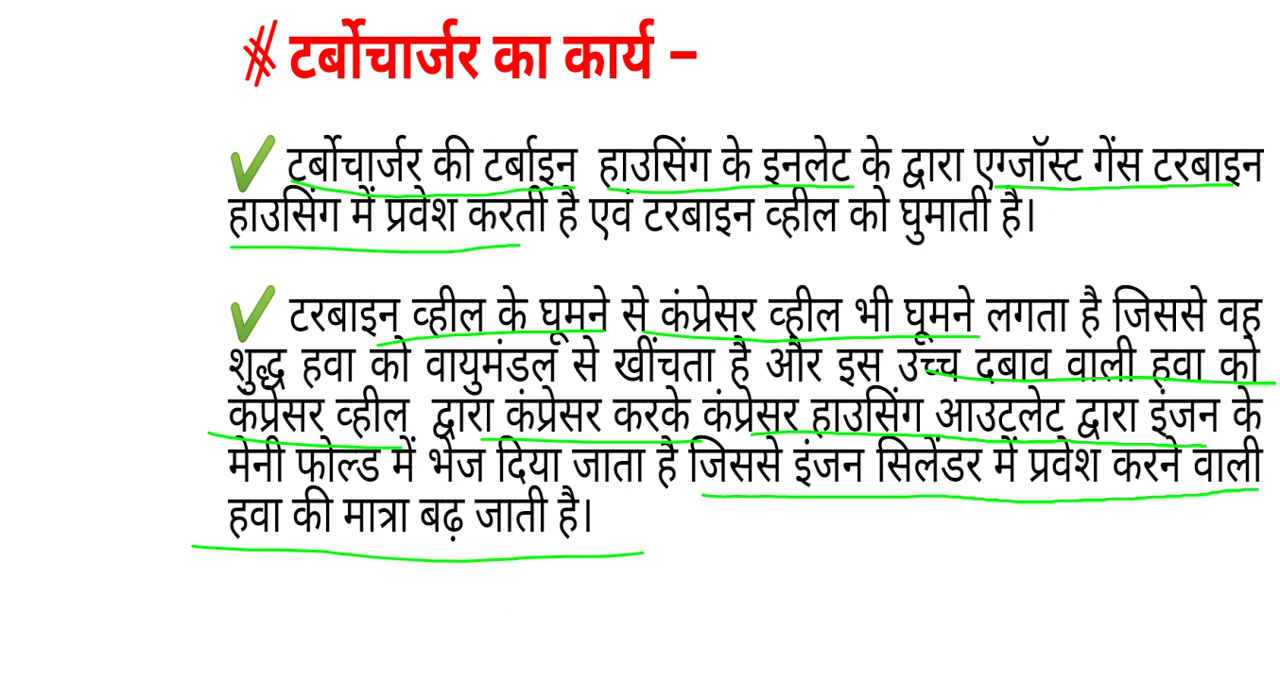 # टर्बोचार्जर का कार्य –
✔ टर्बोचार्जर की टर्बाइन हाउसिंग के इनलेट के द्वारा एग्जॉस्ट गेंस टरबाइन
हाउसिंग में प्रवेश करती है एवं टरबाइन व्हील को घुमाती है।
✔ टरबाइन व्हील के घूमने से कंप्रेसर व्हील भी घूमने लगता है जिससे वह
शुद्ध हवा को वायुमंडल से खींचता है और इस उच्च दबाव वाली हवा को
कंप्रेसर व्हील द्वारा कंप्रेसर करके कंप्रेसर हाउसिंग आउटलेट द्वारा इंजन के
मेनी फोल्ड में भेज दिया जाता है जिससे इंजन सिलेंडर में प्रवेश करने वाली
हवा की मात्रा बढ़ जाती है।